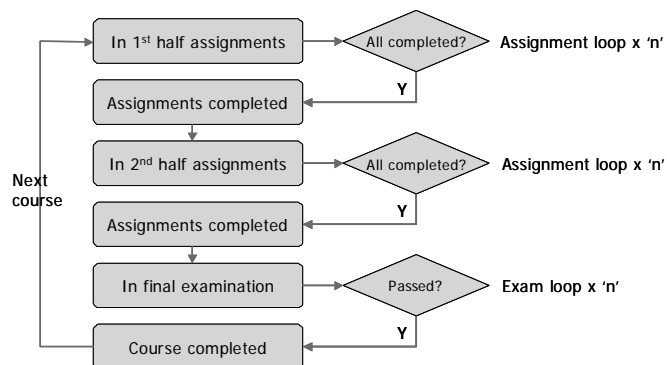 In 1st half assignments
All completed?
Assignment loop x ‘n’
Y
Assignments completed
In 2nd half assignments
All completed?
Assignment loop x ‘n’
Next
course
Y
Assignments completed
In final examination
Passed?
Exam loop x ‘n’
Y
Course completed